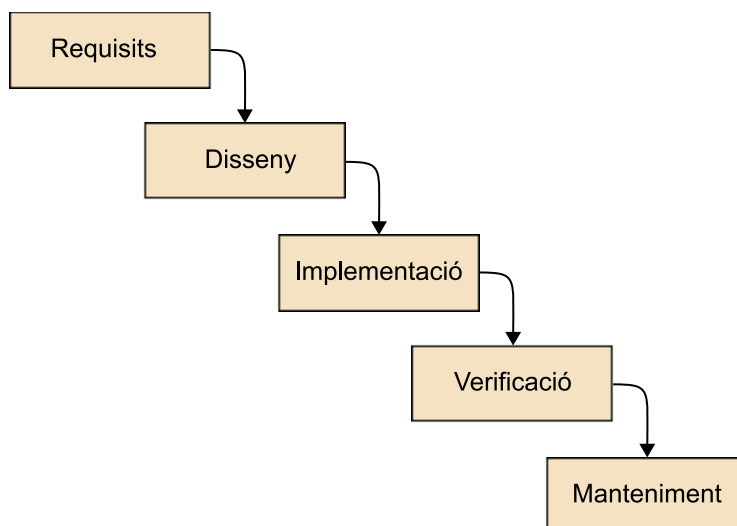 Requisits
Disseny
Implementació
Verificació
Manteniment